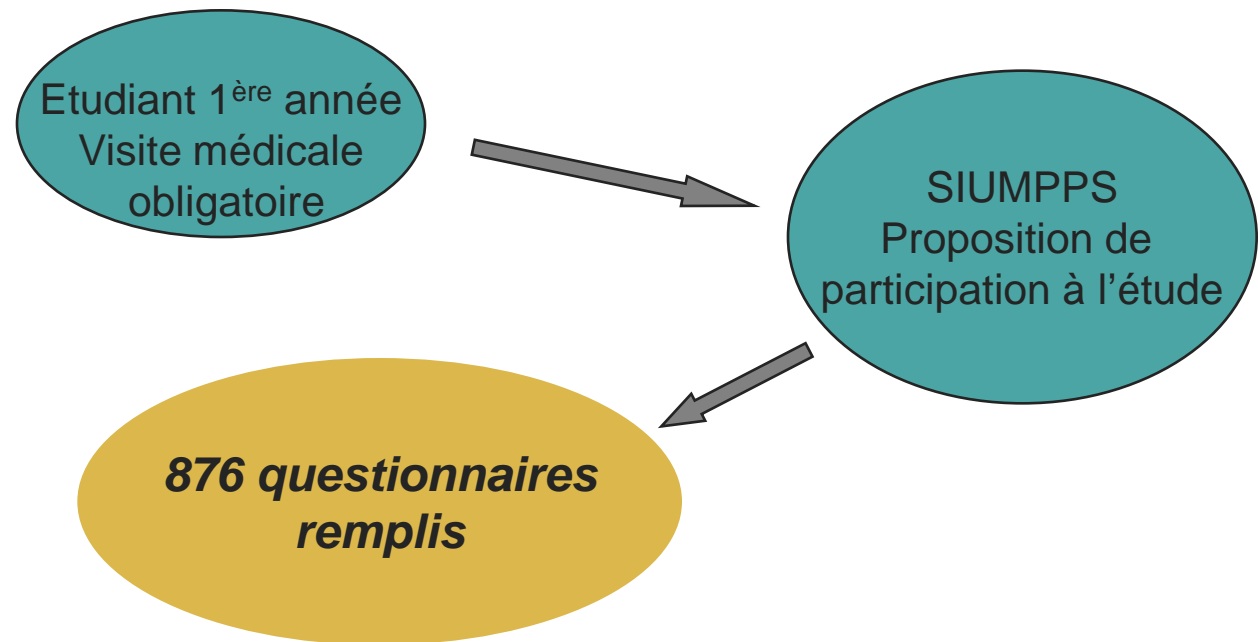 Etudiant 1ère année
Visite médicale
obligatoire
SIUMPPS
Proposition de
participation à l’étude
876 questionnaires
remplis